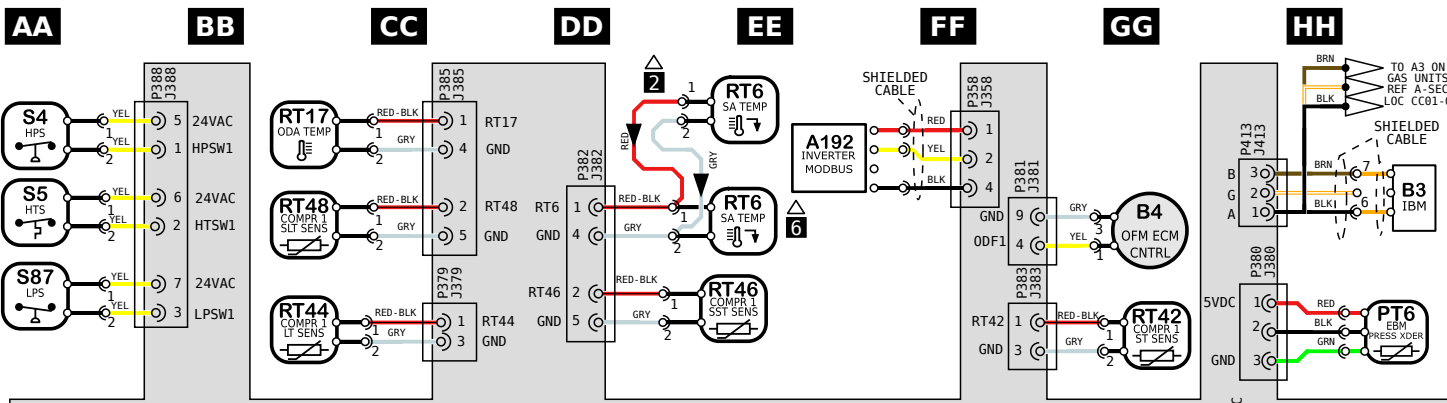 AA
BB
CC
DD
EE
FF
GG
HH
S4
HPS
YEL
1
YEL
2
P388
J388
5 24VAC
1 HPSW1
S5
HTS
YEL
1
YEL
2
6 24VAC
2 HTSW1
S87
LPS
YEL
1
YEL
2
7 24VAC
3 LPSW1
RT17
ODA TEMP
RED-BLK
1
GRY
2
P385
J385
1 RT17
4 GND
RT48
COMPR 1
SLT SENS
RED-BLK
1
GRY
2
2 RT48
5 GND
RT44
COMPR 1
LT SENS
RED-BLK
1
GRY
2
P379
J379
1 RT44
3 GND
2
1
2
RT6
SA TEMP
RED
GRY
P382
J382
RT6 1
GND 4
RED-BLK
1
GRY
2
RT6
SA TEMP
6
RT46 2
GND 5
RED-BLK
1
GRY
2
RT46
COMPR 1
SST SENS
SHIELDED
CABLE
A192
INVERTER
MODBUS
RED
YEL
BLK
P358
J358
1
2
4
P381
J381
GND 9
ODF1 4
GRY
3
YEL
1
B4
OFM ECM
CNTRL
P383
J383
RT42 1
GND 3
RED-BLK
1
GRY
2
RT42
COMPR 1
ST SENS
BRN
BLK
TO A3 ON
GAS UNITS
REF A-SEC
LOC CC01-
SHIELDED
CABLE
P413
J413
B 3
G 2
A 1
BRN
7
BLK
6
B3
IBM
P380
J380
5VDC 1
2
GND 3
RED
BLK
GRN
PT6
EBM
PRESS XDER